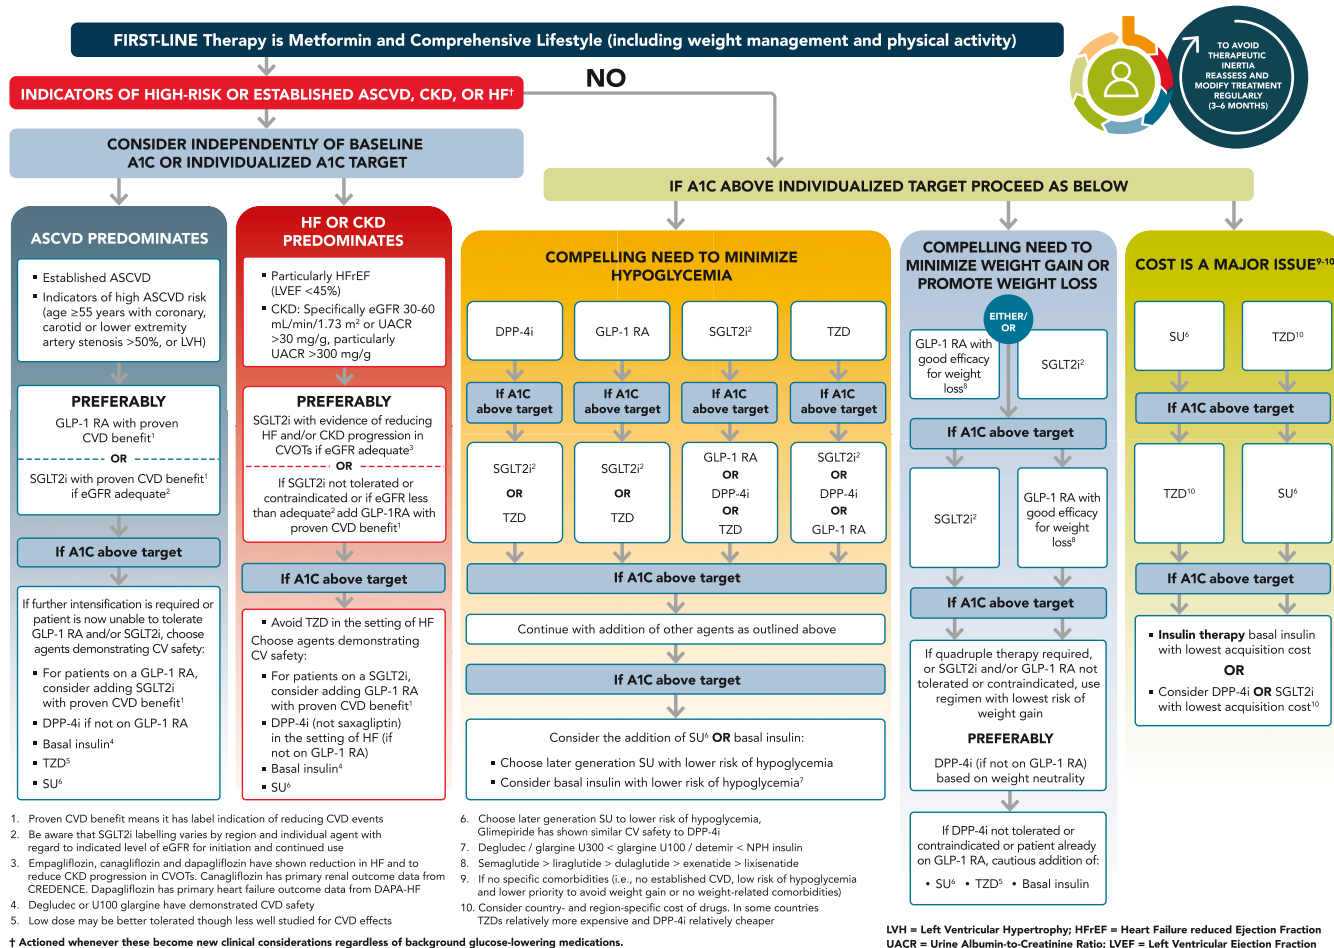 FIRST-LINE Therapy is Metformin and Comprehensive Lifestyle (including weight management and physical activity)
TO AVOID
THERAPEUTIC
INERTIA
REASSESS AND
MODIFY TREATMENT
REGULARLY
(3–6 MONTHS)
INDICATORS OF HIGH-RISK OR ESTABLISHED ASCVD, CKD, OR HF†
NO
CONSIDER INDEPENDENTLY OF BASELINE
A1C OR INDIVIDUALIZED A1C TARGET
IF A1C ABOVE INDIVIDUALIZED TARGET PROCEED AS BELOW
ASCVD PREDOMINATES
▪ Established ASCVD
▪ Indicators of high ASCVD risk
(age ≥55 years with coronary,
carotid or lower extremity
artery stenosis >50%, or LVH)
PREFERABLY
GLP-1 RA with proven
CVD benefit¹
OR
SGLT2i with proven CVD benefit¹
if eGFR adequate²
If A1C above target
If further intensification is required or
patient is now unable to tolerate
GLP-1 RA and/or SGLT2i, choose
agents demonstrating CV safety:
▪ For patients on a GLP-1 RA,
consider adding SGLT2i
with proven CVD benefit¹
▪ DPP-4i if not on GLP-1 RA
▪ Basal insulin⁴
▪ TZD⁵
▪ SU⁶
HF OR CKD
PREDOMINATES
▪ Particularly HFrEF
(LVEF <45%)
▪ CKD: Specifically eGFR 30-60
mL/min/1.73 m² or UACR
>30 mg/g, particularly
UACR >300 mg/g
PREFERABLY
SGLT2i with evidence of reducing
HF and/or CKD progression in
CVOTs if eGFR adequate³
OR
If SGLT2i not tolerated or
contraindicated or if eGFR less
than adequate² add GLP-1RA with
proven CVD benefit¹
If A1C above target
▪ Avoid TZD in the setting of HF
Choose agents demonstrating
CV safety:
▪ For patients on a SGLT2i,
consider adding GLP-1 RA
with proven CVD benefit¹
▪ DPP-4i (not saxagliptin)
in the setting of HF (if
not on GLP-1 RA)
▪ Basal insulin⁴
▪ SU⁶
COMPELLING NEED TO MINIMIZE
HYPOGLYCEMIA
DPP-4i
GLP-1 RA
SGLT2i²
TZD
If A1C
above target
If A1C
above target
If A1C
above target
If A1C
above target
SGLT2i²
OR
TZD
SGLT2i²
OR
TZD
GLP-1 RA
OR
DPP-4i
OR
TZD
SGLT2i²
OR
DPP-4i
OR
GLP-1 RA
If A1C above target
Continue with addition of other agents as outlined above
If A1C above target
Consider the addition of SU⁶ OR basal insulin:
▪ Choose later generation SU with lower risk of hypoglycemia
▪ Consider basal insulin with lower risk of hypoglycemia⁷
COMPELLING NEED TO
MINIMIZE WEIGHT GAIN OR
PROMOTE WEIGHT LOSS
EITHER/
OR
GLP-1 RA with
good efficacy
for weight
loss⁸
SGLT2i²
If A1C above target
SGLT2i²
GLP-1 RA with
good efficacy
for weight
loss⁸
If A1C above target
If quadruple therapy required,
or SGLT2i and/or GLP-1 RA not
tolerated or contraindicated, use
regimen with lowest risk of
weight gain
PREFERABLY
DPP-4i (if not on GLP-1 RA)
based on weight neutrality
If DPP-4i not tolerated or
contraindicated or patient already
on GLP-1 RA, cautious addition of:
• SU⁶ • TZD⁵ • Basal insulin
COST IS A MAJOR ISSUE⁹⁻¹⁰
SU⁶
TZD¹⁰
If A1C above target
TZD¹⁰
SU⁶
If A1C above target
▪ Insulin therapy basal insulin
with lowest acquisition cost
OR
▪ Consider DPP-4i OR SGLT2i
with lowest acquisition cost¹⁰
1. Proven CVD benefit means it has label indication of reducing CVD events
2. Be aware that SGLT2i labelling varies by region and individual agent with
regard to indicated level of eGFR for initiation and continued use
3. Empagliflozin, canagliflozin and dapagliflozin have shown reduction in HF and to
reduce CKD progression in CVOTs. Canagliflozin has primary renal outcome data from
CREDENCE. Dapagliflozin has primary heart failure outcome data from DAPA-HF
4. Degludec or U100 glargine have demonstrated CVD safety
5. Low dose may be better tolerated though less well studied for CVD effects
6. Choose later generation SU to lower risk of hypoglycemia,
Glimepiride has shown similar CV safety to DPP-4i
7. Degludec / glargine U300 < glargine U100 / detemir < NPH insulin
8. Semaglutide > liraglutide > dulaglutide > exenatide > lixisenatide
9. If no specific comorbidities (i.e., no established CVD, low risk of hypoglycemia
and lower priority to avoid weight gain or no weight-related comorbidities)
10. Consider country- and region-specific cost of drugs. In some countries
TZDs relatively more expensive and DPP-4i relatively cheaper
† Actioned whenever these become new clinical considerations regardless of background glucose-lowering medications.
LVH = Left Ventricular Hypertrophy; HFrEF = Heart Failure reduced Ejection Fraction
UACR = Urine Albumin-to-Creatinine Ratio; LVEF = Left Ventricular Ejection Fraction